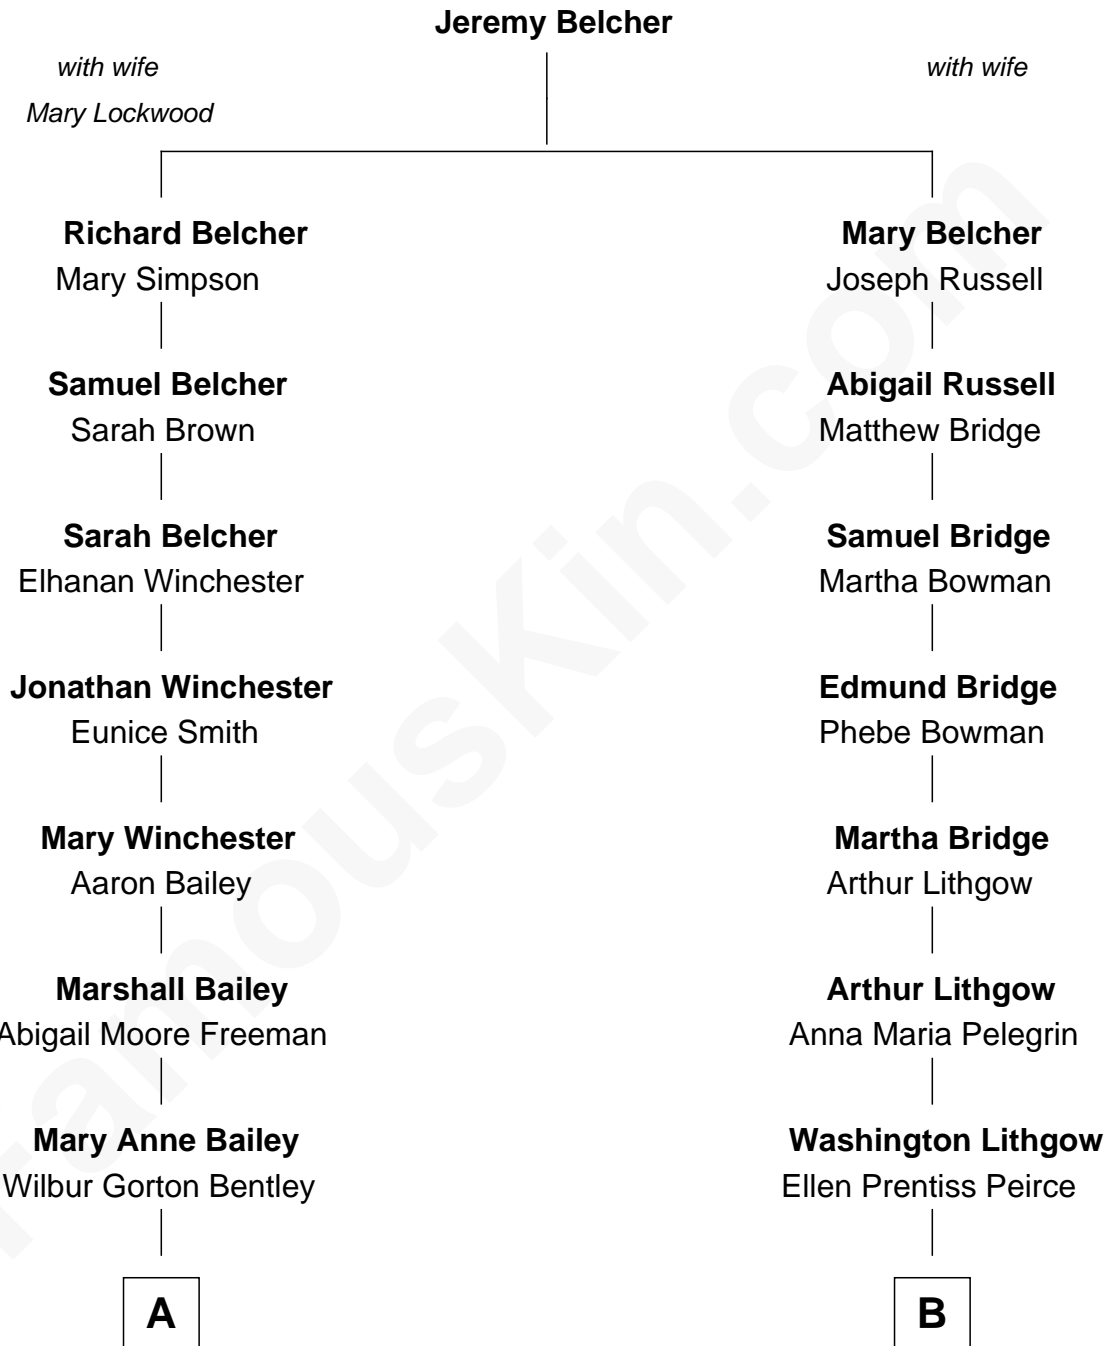 Jeremy Belcher
with wife
with wife
Mary Lockwood
Richard Belcher
Mary Belcher
Mary Simpson
Joseph Russell
Samuel Belcher
Abigail Russell
Sarah Brown
Matthew Bridge
Sarah Belcher
Samuel Bridge
Elhanan Winchester
Martha Bowman
Jonathan Winchester
Edmund Bridge
Eunice Smith
Phebe Bowman
Mary Winchester
Martha Bridge
Aaron Bailey
Arthur Lithgow
Marshall Bailey
Arthur Lithgow
Abigail Moore Freeman
Anna Maria Pelegrin
Mary Anne Bailey
Washington Lithgow
Wilbur Gorton Bentley
Ellen Prentiss Peirce
A
B
FamousKin.com